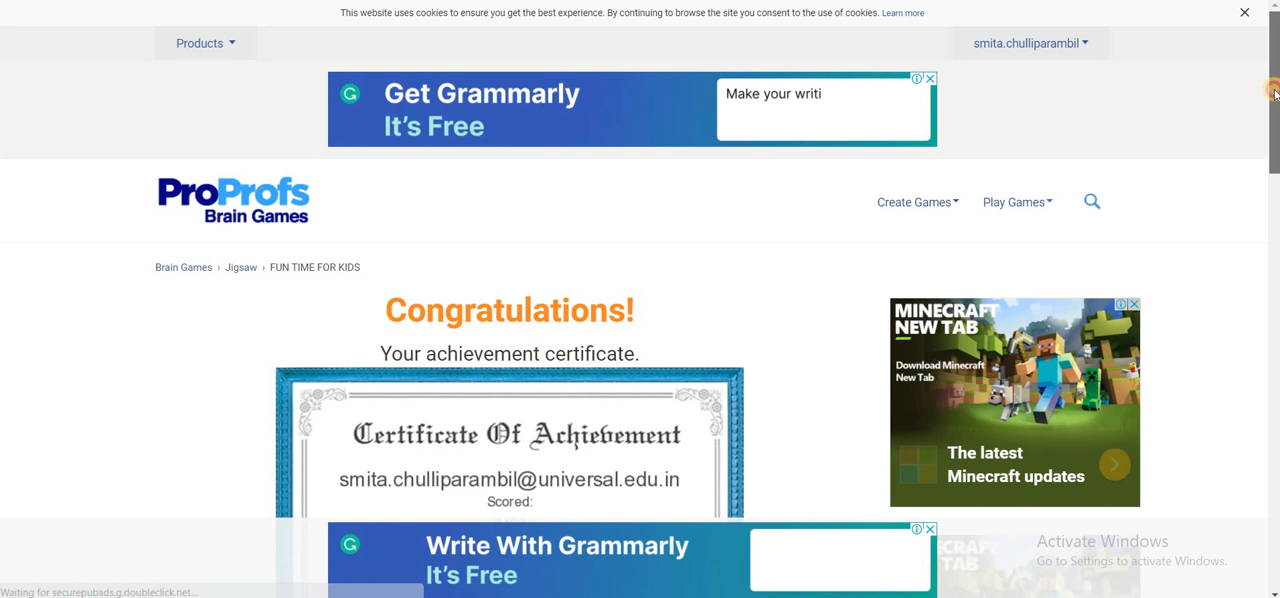 This website uses cookies to ensure you get the best experience. By continuing to browse the site you consent to the use of cookies. Learn more
Products
smita.chulliparambil
Get Grammarly
It's Free
Make your writi
ProProfs
Brain Games
Create Games
Play Games
Brain Games › Jigsaw › FUN TIME FOR KIDS
Congratulations!
Your achievement certificate.
Certificate Of Achievement
smita.chulliparambil@universal.edu.in
Scored:
MINECRAFT
NEW TAB
Download Minecraft
New Tab
The latest
Minecraft updates
Write With Grammarly
It's Free
Activate Windows
Go to Settings to activate Windows.
Waiting for securepubads.g.doubleclick.net...